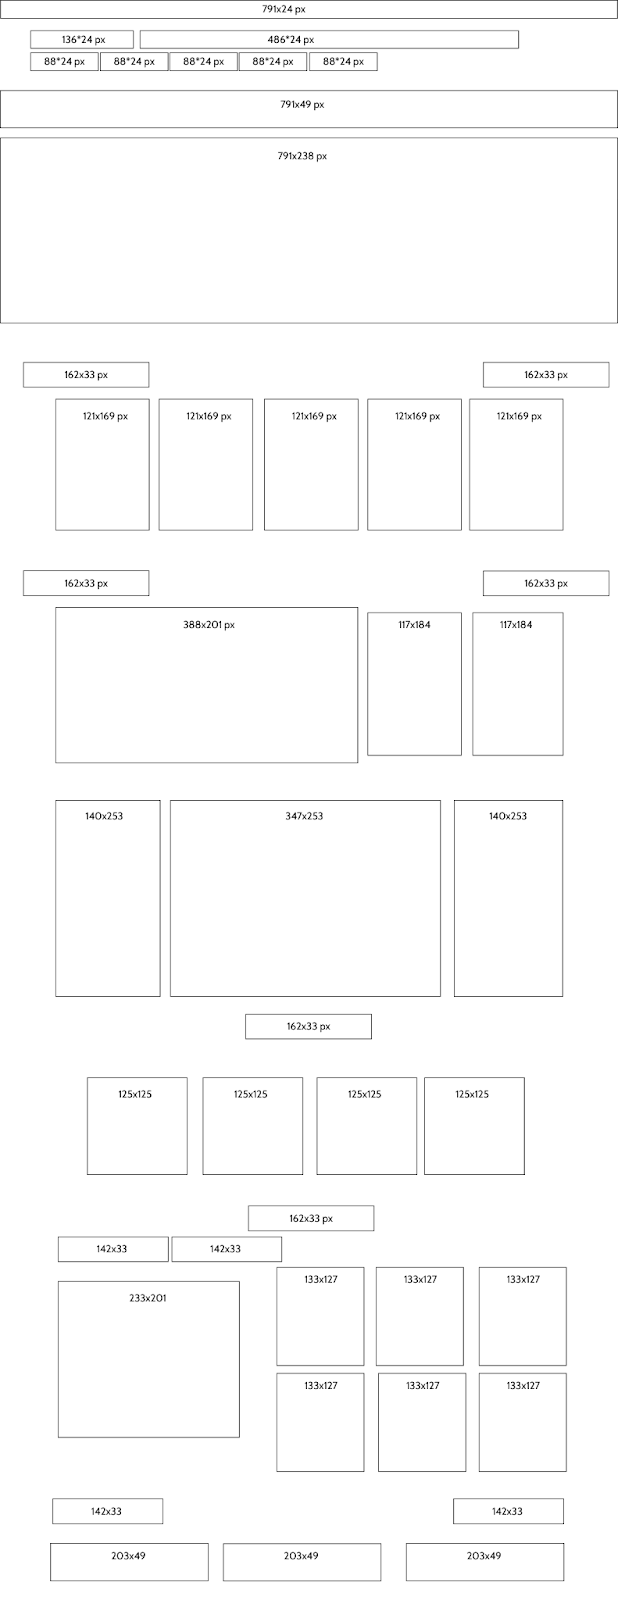 791x24 px
136*24 px 486*24 px
88*24 px 88*24 px 88*24 px 88*24 px 88*24 px
791x49 px
791x238 px
162x33 px 162x33 px
121x169 px 121x169 px 121x169 px 121x169 px 121x169 px
162x33 px 162x33 px
388x201 px 117x184 117x184
140x253 347x253 140x253
162x33 px
125x125 125x125 125x125 125x125
162x33 px
142x33 142x33
133x127 133x127 133x127
233x201
133x127 133x127 133x127
142x33 142x33
203x49 203x49 203x49